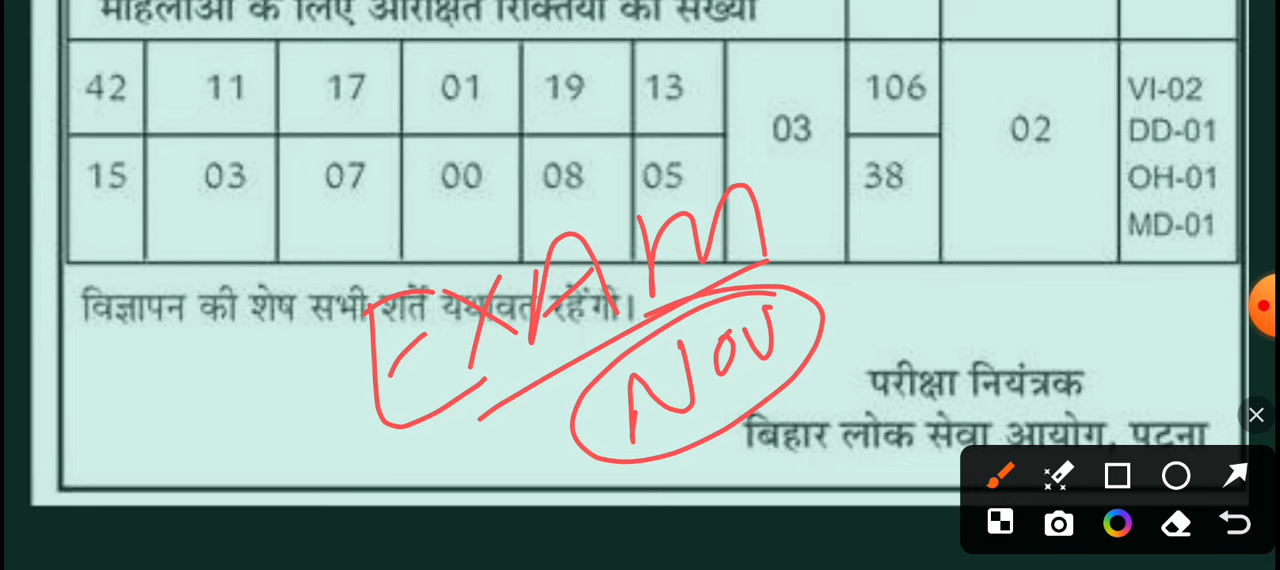 महिलाओं के लिए आरक्षित रिक्तियों की संख्या
42 11 17 01 19 13 03 106 02 VI-02
DD-01
15 03 07 00 08 05 38 OH-01
MD-01
विज्ञापन की शेष सभी शर्तें यथावत रहेंगी।
EXAM
Nov
परीक्षा नियंत्रक
बिहार लोक सेवा आयोग, पटना